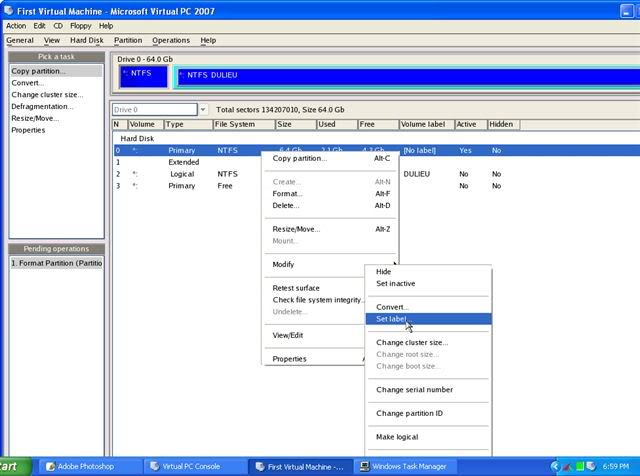 First Virtual Machine - Microsoft Virtual PC 2007
Action Edit CD Floppy Help
General View Hard Disk Partition Operations Help
Pick a task
Copy partition...
Convert...
Change cluster size...
Defragmentation...
Resize/Move...
Properties
Pending operations
1. Format Partition (Partitio
Drive 0 - 64.0 Gb
*: NTFS
*: NTFS DULIEU
Drive 0
Total sectors 134207010, Size 64.0 Gb
N Volume Type File System Size Used Free Volume label Active Hidden
Hard Disk
0 *: Primary NTFS 6.4 Gb 2.1 Gb 4.3 Gb [No label] Yes No
1 Extended
2 *: Logical NTFS DULIEU No No
3 *: Primary Free No No
Copy partition... Alt-C
Create... Alt-N
Format... Alt-F
Delete... Alt-D
Resize/Move... Alt-Z
Mount...
Modify
Retest surface
Check file system integrity...
Undelete...
View/Edit
Properties
Hide
Set inactive
Convert...
Set label...
Change cluster size...
Change root size...
Change boot size...
Change serial number
Change partition ID
Make logical
tart
Adobe Photoshop
Virtual PC Console
First Virtual Machine -...
Windows Task Manager
6:59 PM